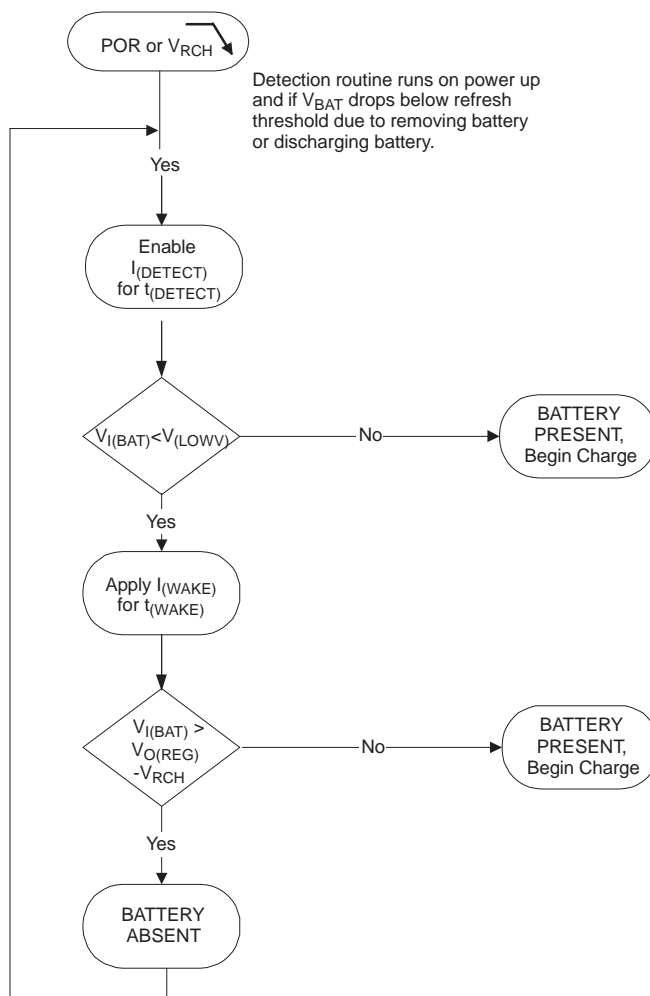 POR or VRCH
Detection routine runs on power up
and if VBAT drops below refresh
threshold due to removing battery
or discharging battery.
Yes
Enable
I(DETECT)
for t(DETECT)
VI(BAT)<V(LOWV)
No
BATTERY
PRESENT,
Begin Charge
Yes
Apply I(WAKE)
for t(WAKE)
VI(BAT) >
VO(REG)
-VRCH
No
BATTERY
PRESENT,
Begin Charge
Yes
BATTERY
ABSENT